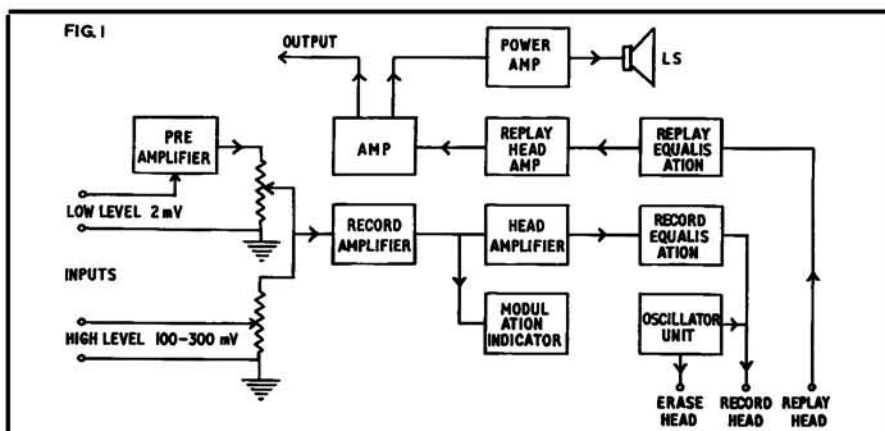 FIG. I
OUTPUT
POWER
AMP
LS
PRE
AMPLIFIER
AMP
REPLAY
HEAD
AMP
REPLAY
EQUALIS
ATION
LOW LEVEL 2 mV
RECORD
AMPLIFIER
HEAD
AMPLIFIER
RECORD
EQUALIS
ATION
INPUTS
MODUL
ATION
INDICATOR
OSCILLATOR
UNIT
HIGH LEVEL 100-300 mV
ERASE
HEAD
RECORD
HEAD
REPLAY
HEAD